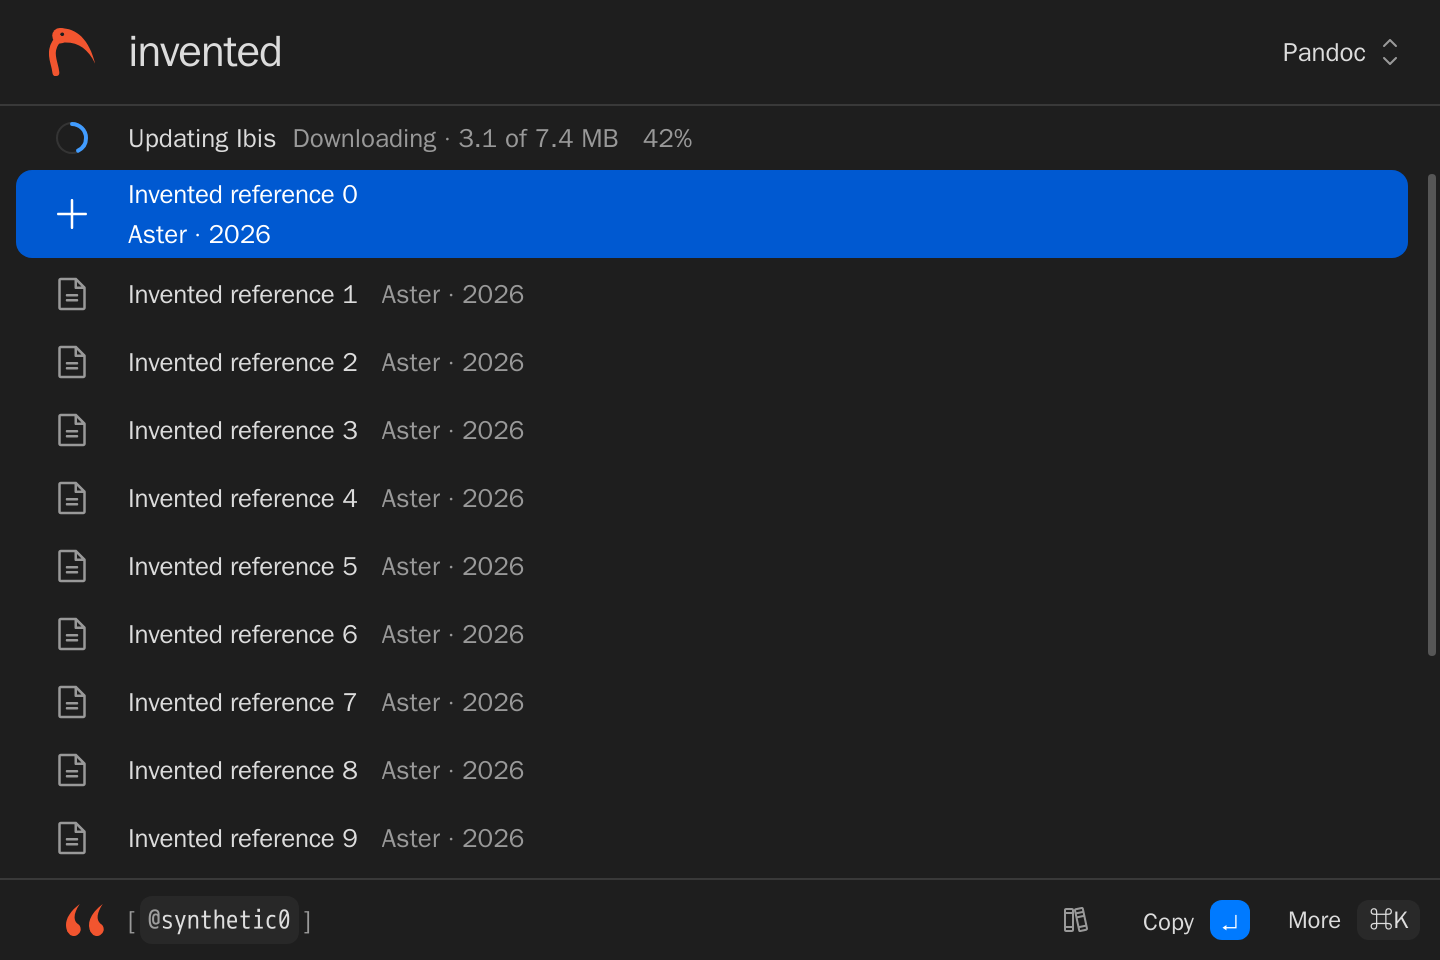 invented
Pandoc
Updating Ibis Downloading · 3.1 of 7.4 MB 42%
Invented reference 0
Aster · 2026
Invented reference 1 Aster · 2026
Invented reference 2 Aster · 2026
Invented reference 3 Aster · 2026
Invented reference 4 Aster · 2026
Invented reference 5 Aster · 2026
Invented reference 6 Aster · 2026
Invented reference 7 Aster · 2026
Invented reference 8 Aster · 2026
Invented reference 9 Aster · 2026
[@synthetic0] Copy ↵ More ⌘K